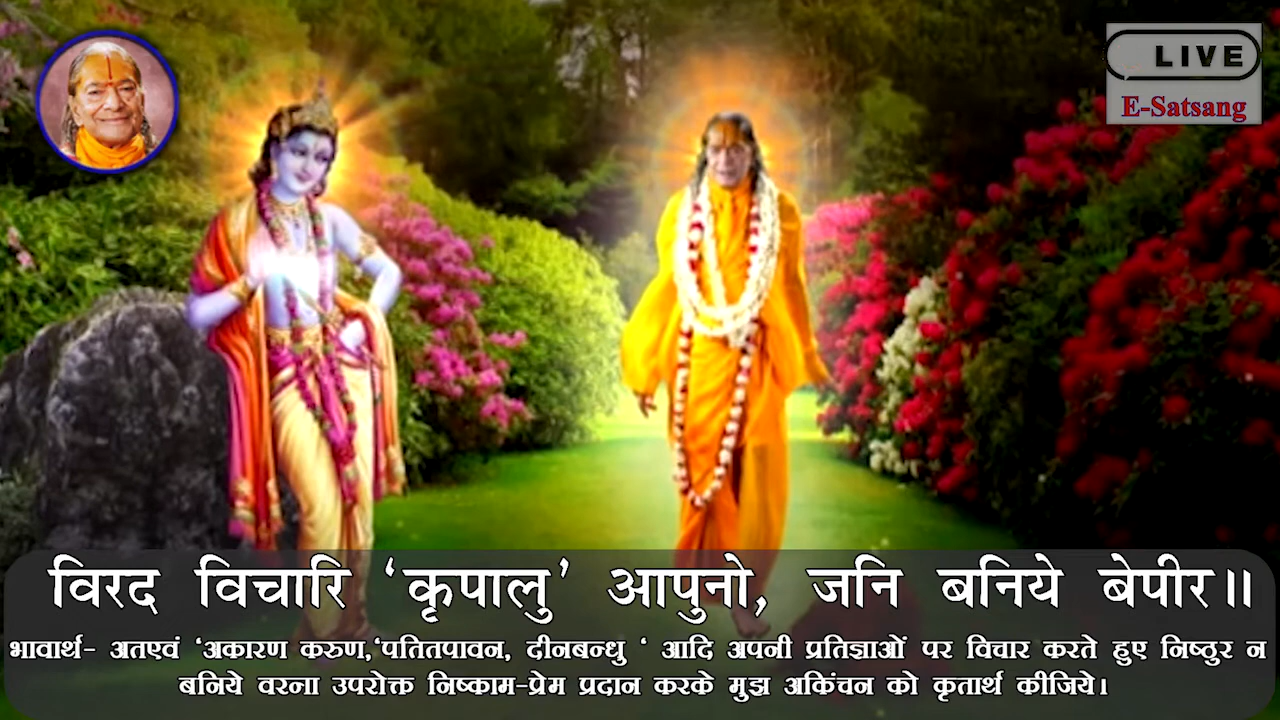 LIVE
E-Satsang
विरद विचारि ‘कृपालु’ आपुनो, जनि बनिये बेपीर॥
भावार्थ- अतएवं ‘अकारण करुण,‘पतितपावन, दीनबन्धु ‘ आदि अपनी प्रतिज्ञाओं पर विचार करते हुए निष्ठुर न
बनिये वरना उपरोक्त निष्काम-प्रेम प्रदान करके मुझ अकिंचन को कृतार्थ कीजिये।